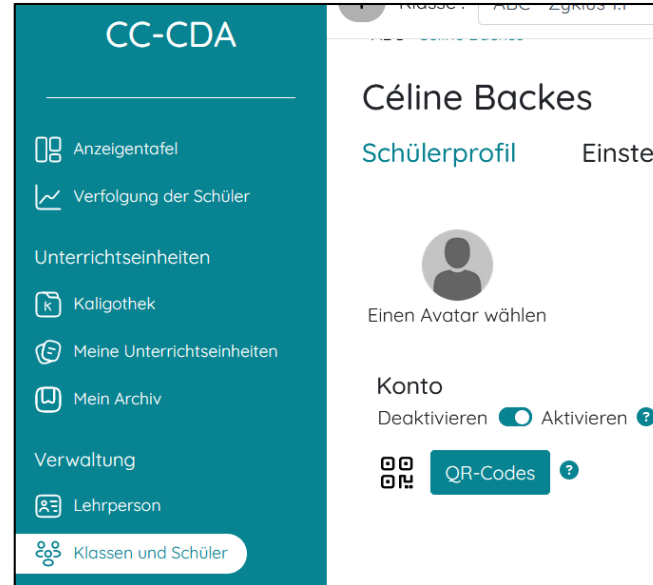 CC-CDA
Anzeigentafel
Verfolgung der Schüler
Unterrichtseinheiten
Kaligothek
Meine Unterrichtseinheiten
Mein Archiv
Verwaltung
Lehrperson
Klassen und Schüler
Céline Backes
Schülerprofil Einste
Einen Avatar wählen
Konto
Deaktivieren Aktivieren ?
QR-Codes ?